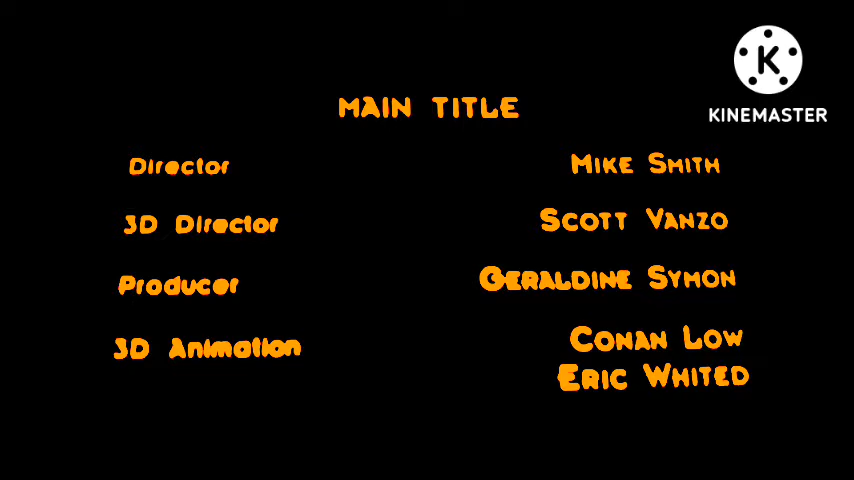 K
KINEMASTER
MAIN TITLE
Director MIKE SMITH
3D Director SCOTT VANZO
Producer GERALDINE SYMON
3D Animation CONAN LOW
ERIC WHITED